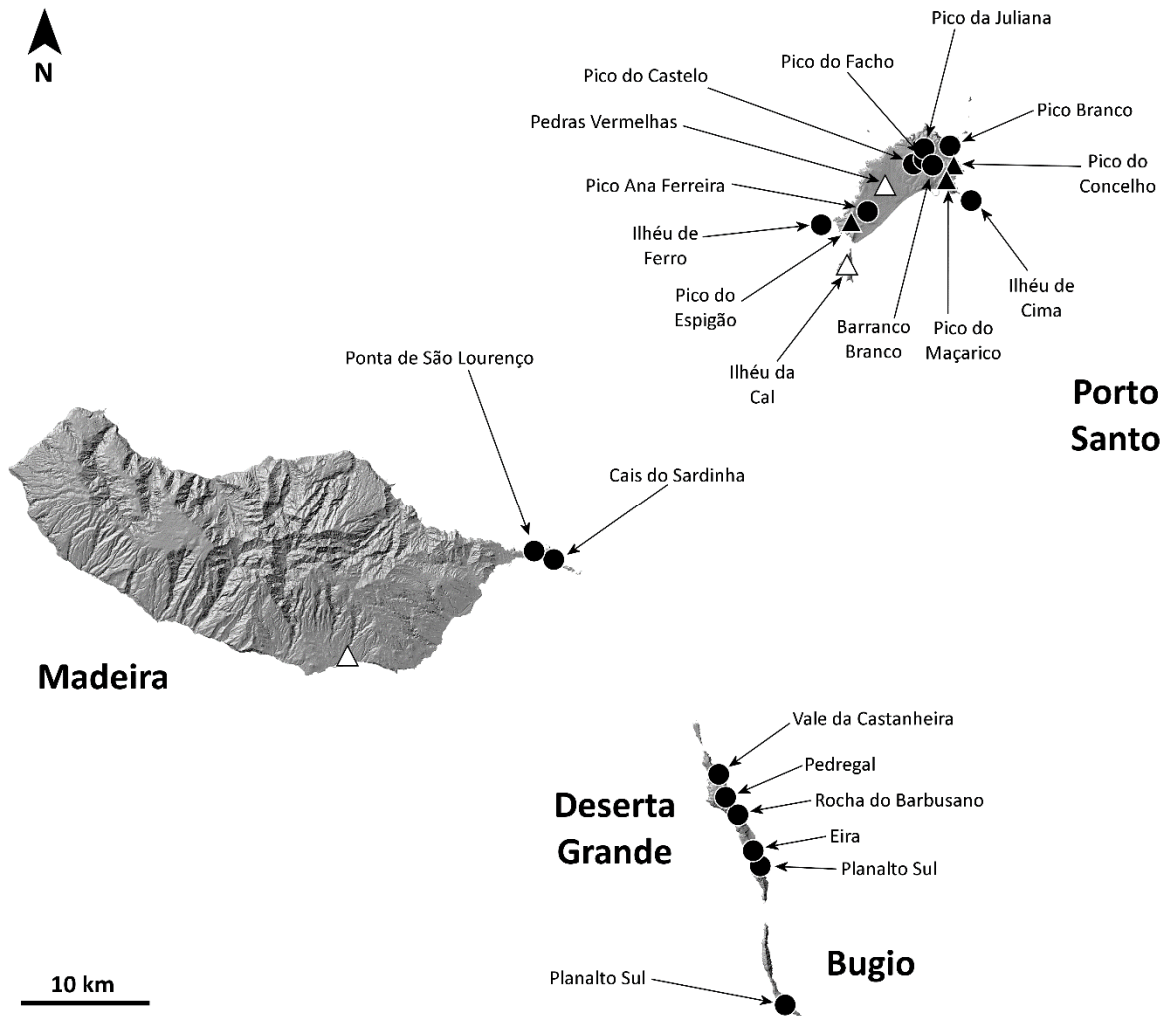 N
Pico da Juliana
Pico do Facho
Pico do Castelo
Pico Branco
Pedras Vermelhas
Pico do
Concelho
Pico Ana Ferreira
Ilhéu de
Ferro
Pico do
Espigão
Ilhéu da
Cal
Barranco
Branco
Pico do
Maçarico
Ilhéu de
Cima
Porto
Santo
Ponta de São Lourenço
Cais do Sardinha
Madeira
Vale da Castanheira
Pedregal
Rocha do Barbusano
Eira
Planalto Sul
Deserta
Grande
Bugio
Planalto Sul
10 km